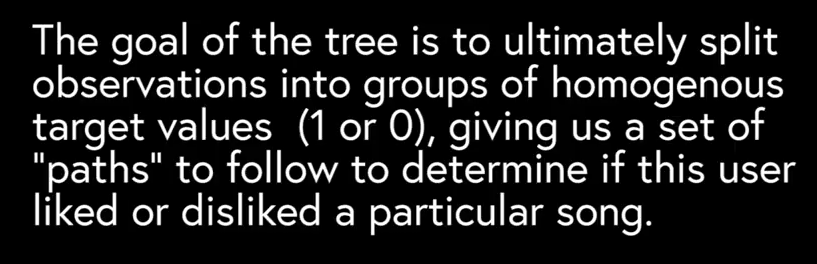 The goal of the tree is to ultimately split
observations into groups of homogenous
target values  (1 or 0), giving us a set of
"paths" to follow to determine if this user
liked or disliked a particular song.